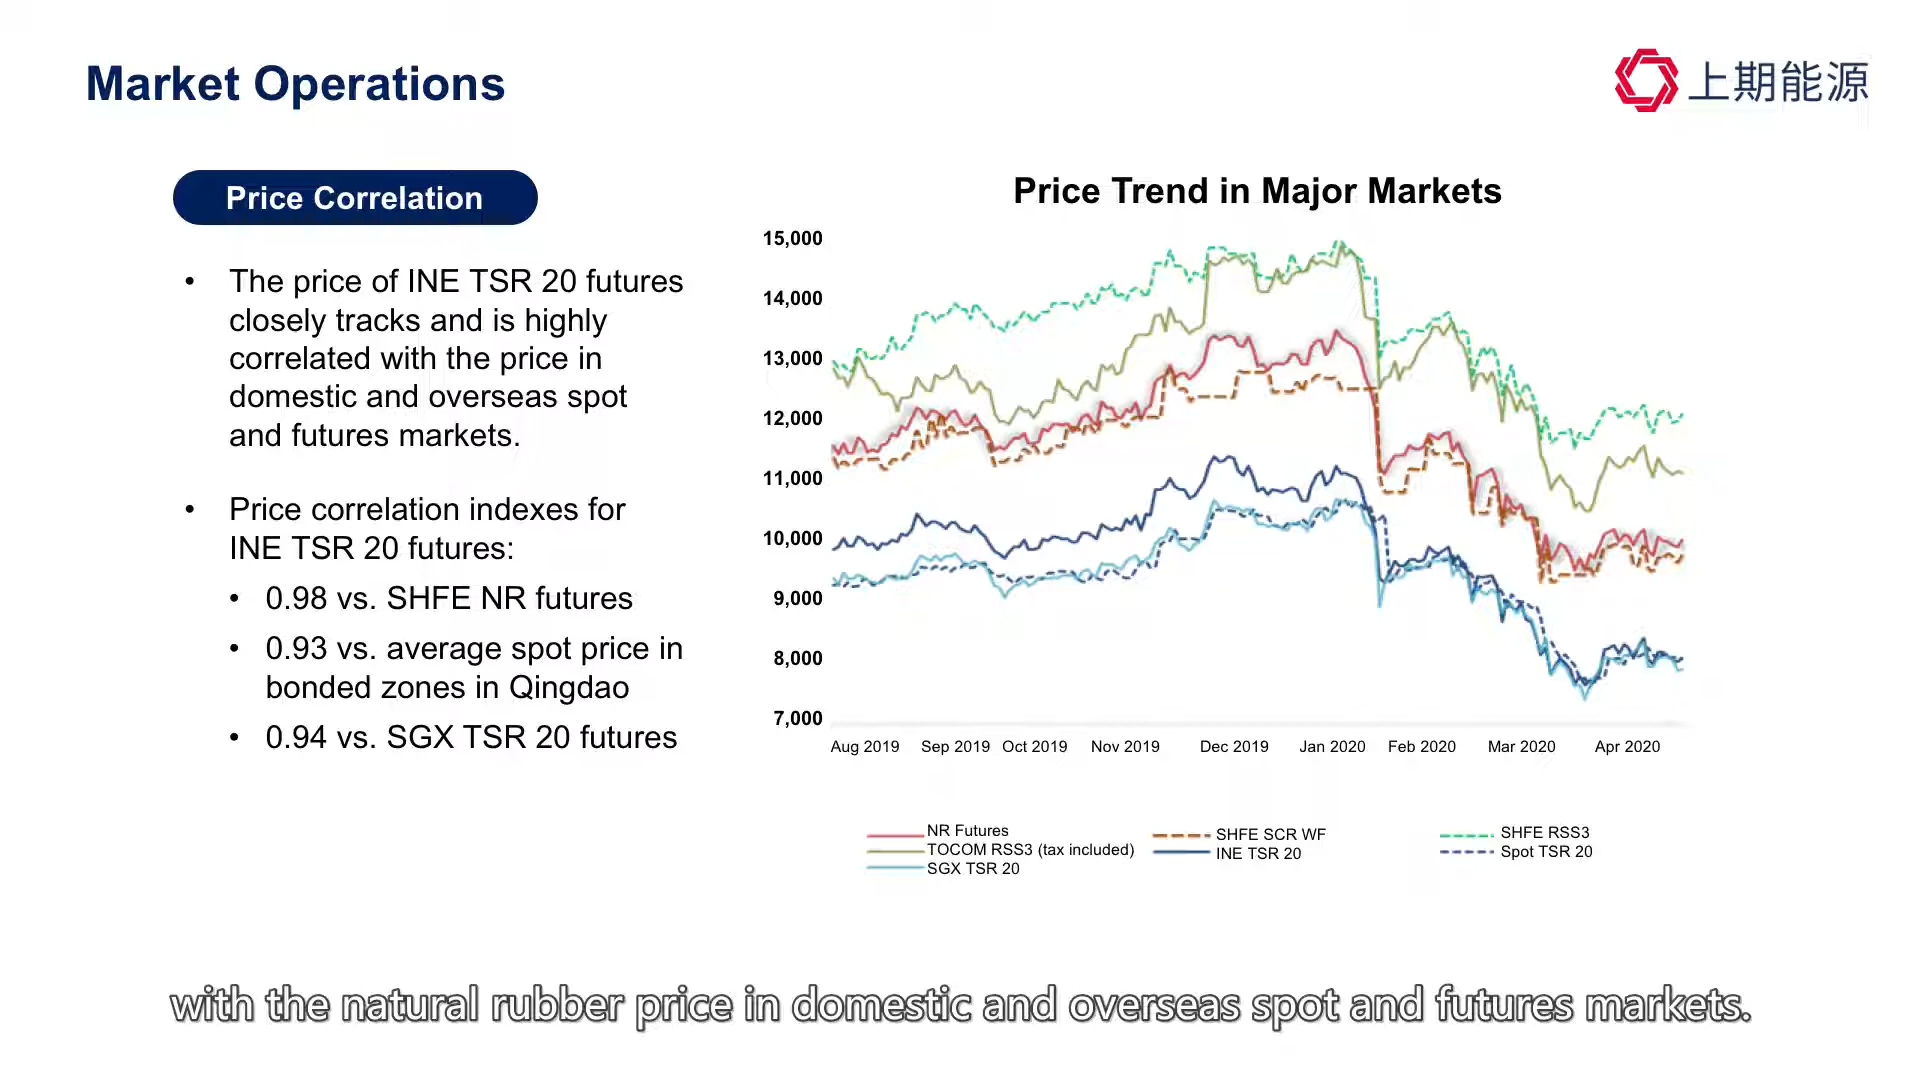 Market Operations
上期能源
Price Correlation
• The price of INE TSR 20 futures
closely tracks and is highly
correlated with the price in
domestic and overseas spot
and futures markets.
• Price correlation indexes for
INE TSR 20 futures:
• 0.98 vs. SHFE NR futures
• 0.93 vs. average spot price in
bonded zones in Qingdao
• 0.94 vs. SGX TSR 20 futures
Price Trend in Major Markets
15,000
14,000
13,000
12,000
11,000
10,000
9,000
8,000
7,000
Aug 2019 Sep 2019 Oct 2019 Nov 2019 Dec 2019 Jan 2020 Feb 2020 Mar 2020 Apr 2020
NR Futures SHFE SCR WF SHFE RSS3
TOCOM RSS3 (tax included) INE TSR 20 Spot TSR 20
SGX TSR 20
with the natural rubber price in domestic and overseas spot and futures markets.